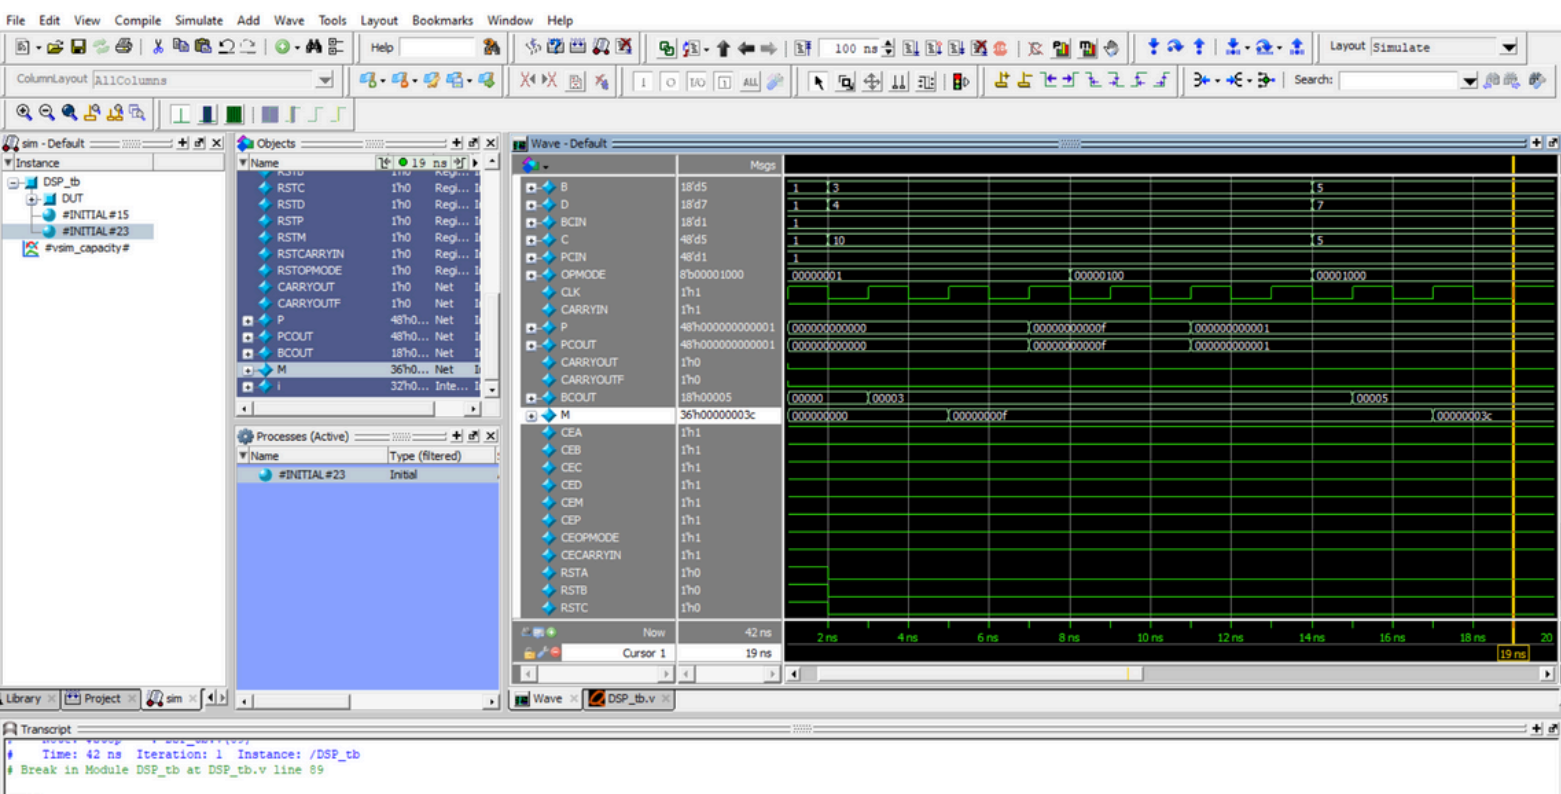 File Edit View Compile Simulate Add Wave Tools Layout Bookmarks Window Help
Help 100 ns Layout Simulate
ColumnLayout AllColumns I O I/O ALL Search:
sim - Default
Instance
DSP_tb
DUT
#INITIAL#15
#INITIAL#23
#vsim_capacity#
Objects
Name 19 ns
RSTB 1'h0 Regi...
RSTC 1'h0 Regi...
RSTD 1'h0 Regi...
RSTP 1'h0 Regi...
RSTM 1'h0 Regi...
RSTCARRYIN 1'h0 Regi...
RSTOPMODE 1'h0 Regi...
CARRYOUT 1'h0 Net
CARRYOUTF 1'h0 Net
P 48'h0... Net
PCOUT 48'h0... Net
BCOUT 18'h0... Net
M 36'h0... Net
i 32'h0... Inte...
Processes (Active)
Name Type (filtered)
#INITIAL#23 Initial
Wave - Default
Msgs
B 18'd5 1 3 5
D 18'd7 1 4 7
BCIN 18'd1 1
C 48'd5 1 10 5
PCIN 48'd1 1
OPMODE 8'b00001000 00000001 00000100 00001000
CLK 1'h1
CARRYIN 1'h1
P 48'h000000000001 000000000000 00000000000f 000000000001
PCOUT 48'h000000000001 000000000000 00000000000f 000000000001
CARRYOUT 1'h0
CARRYOUTF 1'h0
BCOUT 18'h00005 00000 00003 00005
M 36'h00000003c 000000000 00000000f 00000003c
CEA 1'h1
CEB 1'h1
CEC 1'h1
CED 1'h1
CEM 1'h1
CEP 1'h1
CEOPMODE 1'h1
CECARRYIN 1'h1
RSTA 1'h0
RSTB 1'h0
RSTC 1'h0
Now 42 ns 2 ns 4 ns 6 ns 8 ns 10 ns 12 ns 14 ns 16 ns 18 ns 20
Cursor 1 19 ns 19 ns
Library Project sim Wave DSP_tb.v
Transcript
# Time: 42 ns Iteration: 1 Instance: /DSP_tb
# Break in Module DSP_tb at DSP_tb.v line 89